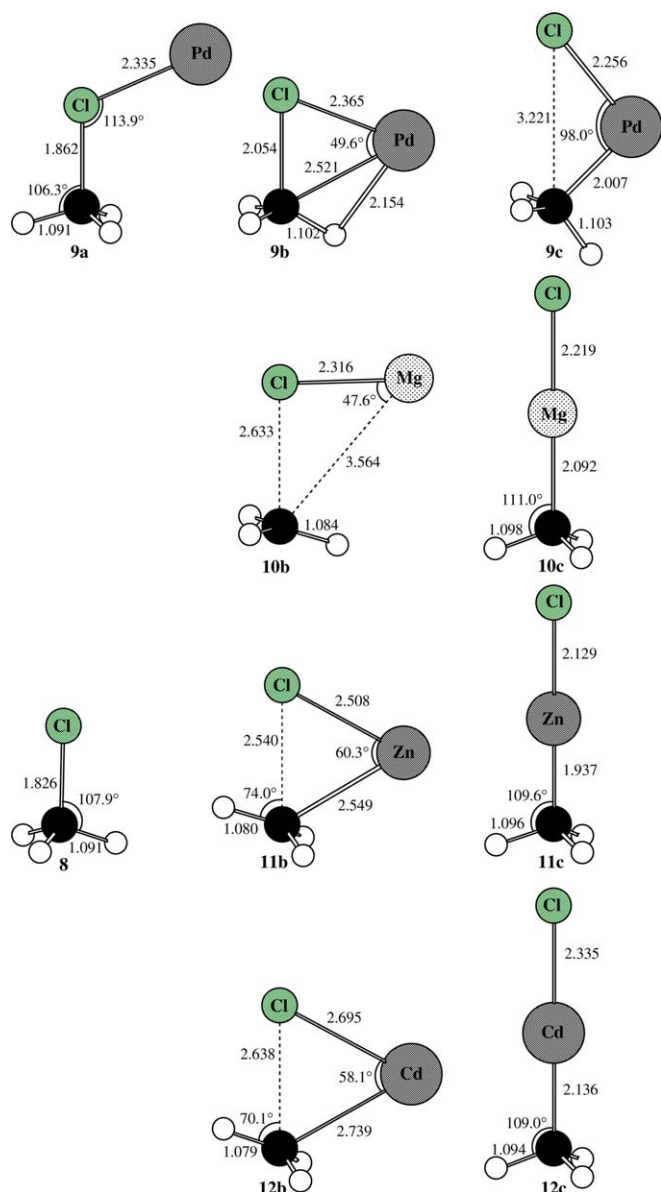 Pd
2.335
Cl
113.9°
1.862
106.3°
1.091
9a
Cl
2.365
49.6°
Pd
2.054
2.521
2.154
1.102
9b
Cl
2.256
3.221
98.0°
Pd
2.007
1.103
9c
Cl
2.316
Mg
47.6°
2.633
3.564
1.084
10b
Cl
2.219
Mg
2.092
111.0°
1.098
10c
Cl
1.826
107.9°
1.091
8
Cl
2.508
2.540
60.3°
Zn
74.0°
2.549
1.080
11b
Cl
2.129
Zn
1.937
109.6°
1.096
11c
Cl
2.695
2.638
58.1°
Cd
70.1°
2.739
1.079
12b
Cl
2.335
Cd
2.136
109.0°
1.094
12c